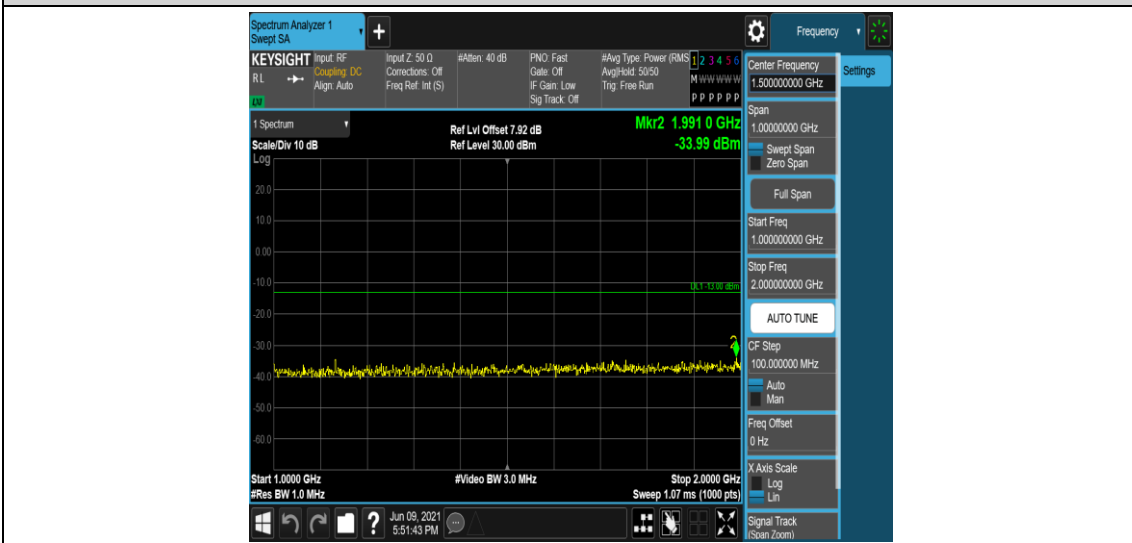 Spectrum Analyzer 1
Swept SA
+
Frequency
KEYSIGHT
RL
LXI
Input: RF
Coupling: DC
Align: Auto
Input Z: 50 Ω
Corrections: Off
Freq Ref: Int (S)
#Atten: 40 dB
PNO: Fast
Gate: Off
IF Gain: Low
Sig Track: Off
#Avg Type: Power (RMS
Avg|Hold: 50/50
Trig: Free Run
1 2 3 4 5 6
M W W W W W
P P P P P P
1 Spectrum
Scale/Div 10 dB
Ref Lvl Offset 7.92 dB
Ref Level 30.00 dBm
Mkr2 1.991 0 GHz
-33.99 dBm
Log
20.0
10.0
0.00
-10.0
-20.0
-30.0
-40.0
-50.0
-60.0
DL1 -13.00 dBm
2
Start 1.0000 GHz
#Res BW 1.0 MHz
#Video BW 3.0 MHz
Stop 2.0000 GHz
Sweep 1.07 ms (1000 pts)
?
Jun 09, 2021
5:51:43 PM
Center Frequency
1.500000000 GHz
Settings
Span
1.00000000 GHz
Swept Span
Zero Span
Full Span
Start Freq
1.000000000 GHz
Stop Freq
2.000000000 GHz
AUTO TUNE
CF Step
100.000000 MHz
Auto
Man
Freq Offset
0 Hz
X Axis Scale
Log
Lin
Signal Track
(Span Zoom)